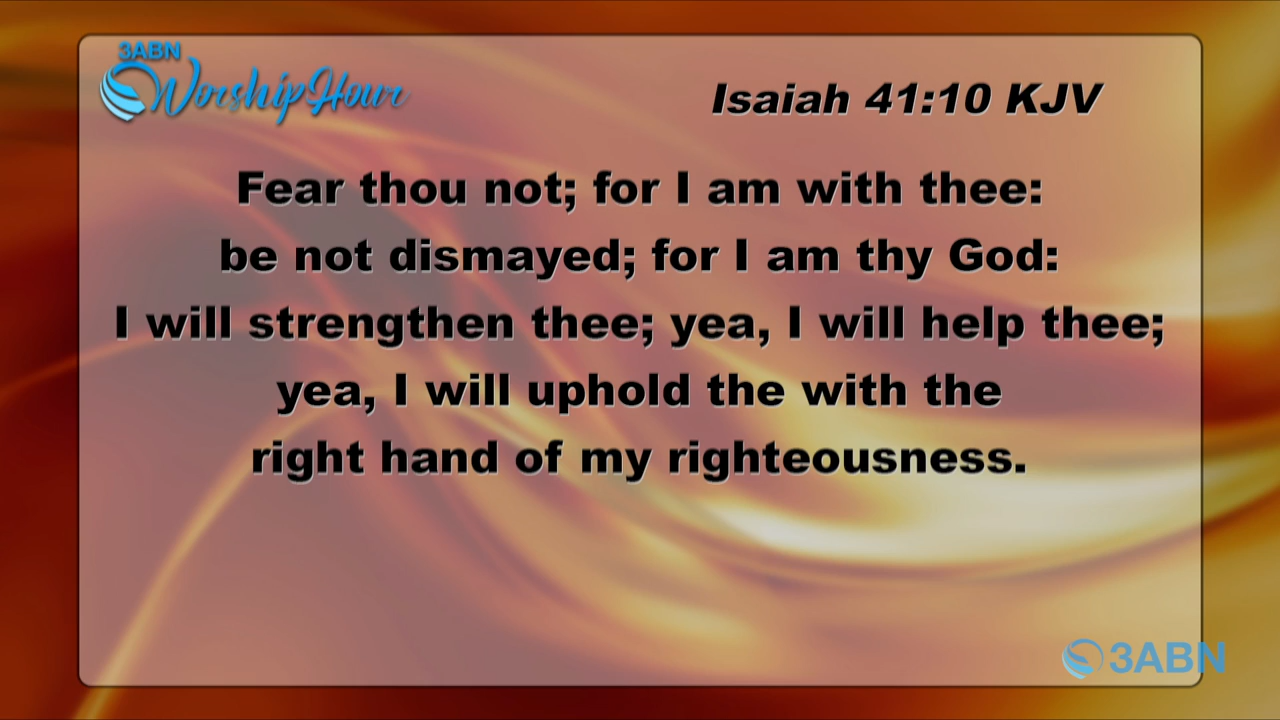 3ABN
Worship Hour
Isaiah 41:10 KJV
Fear thou not; for I am with thee:
be not dismayed; for I am thy God:
I will strengthen thee; yea, I will help thee;
yea, I will uphold the with the
right hand of my righteousness.
3ABN